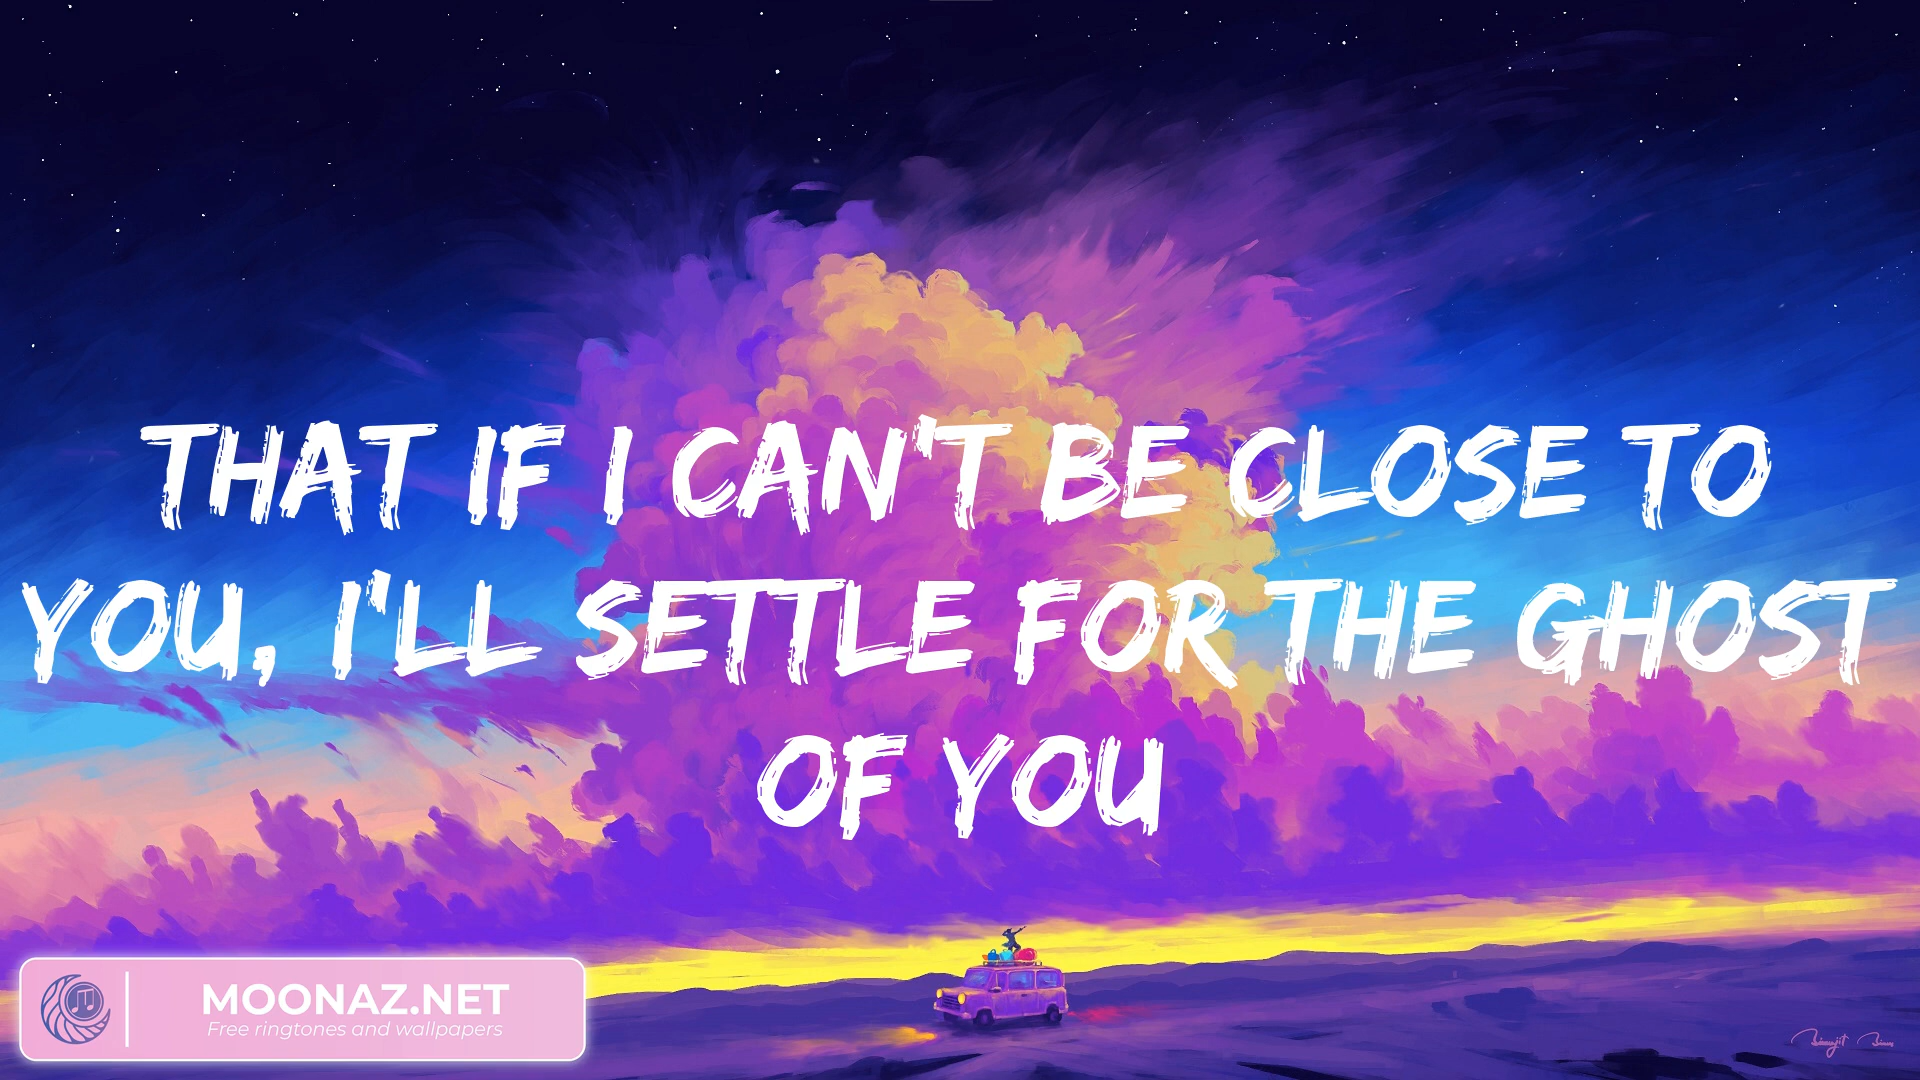 THAT IF I CAN'T BE CLOSE TO
YOU, I'LL SETTLE FOR THE GHOST
OF YOU
MOONAZ.NET
Free ringtones and wallpapers